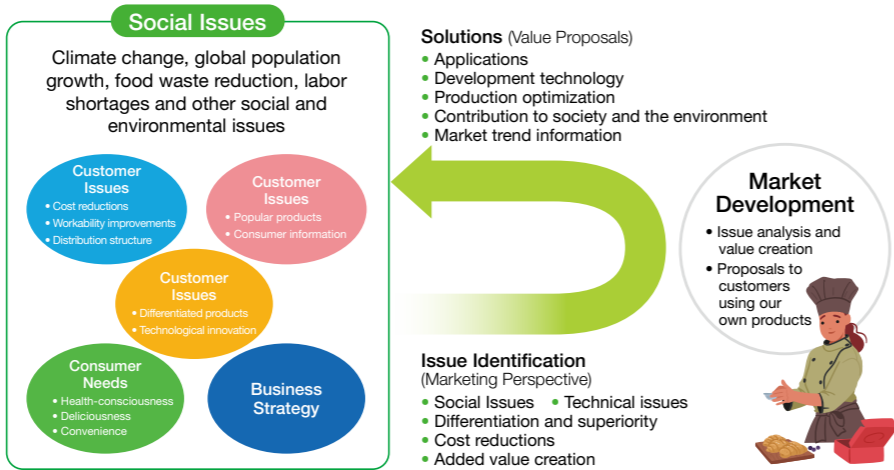 Social Issues
Climate change, global population
growth, food waste reduction, labor
shortages and other social and
environmental issues
Customer
Issues
• Cost reductions
• Workability improvements
• Distribution structure
Customer
Issues
• Popular products
• Consumer information
Customer
Issues
• Differentiated products
• Technological innovation
Consumer
Needs
• Health-consciousness
• Deliciousness
• Convenience
Business
Strategy
Solutions (Value Proposals)
• Applications
• Development technology
• Production optimization
• Contribution to society and the environment
• Market trend information
Issue Identification
(Marketing Perspective)
• Social Issues • Technical issues
• Differentiation and superiority
• Cost reductions
• Added value creation
Market
Development
• Issue analysis and
value creation
• Proposals to
customers
using our
own products